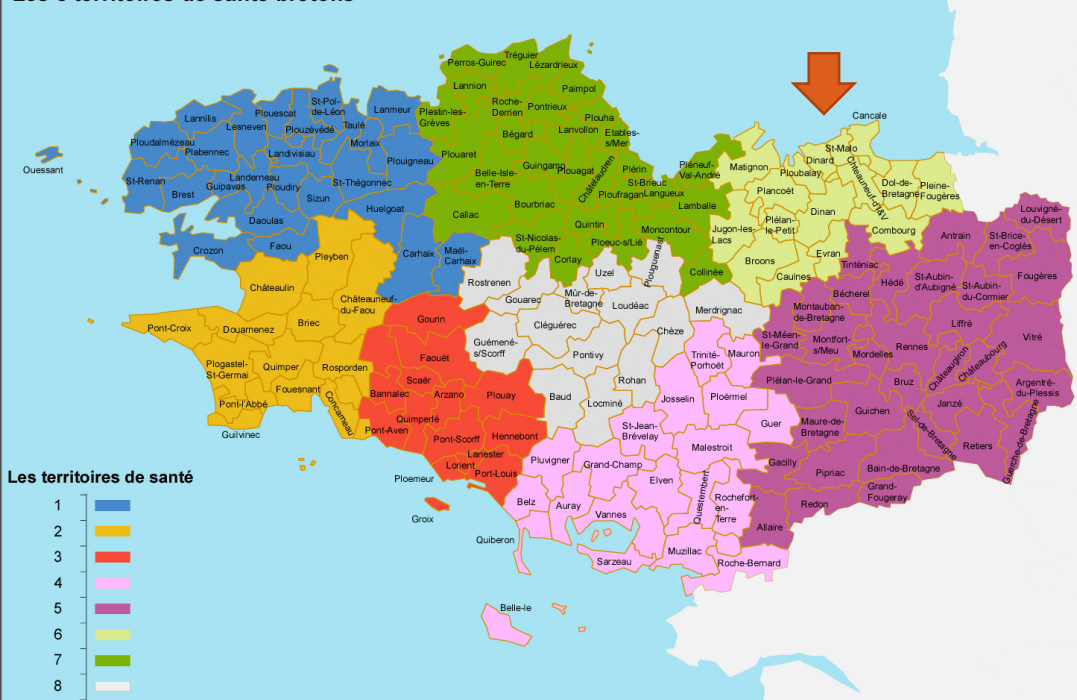 Les 8 territoires de santé bretons
Perros-Guirec
Tréguier
Lézardrieux
Lannion
Paimpol
Roche-
Derrien
Pontrieux
Plestin-les-
Grèves
Plouha
Lanvollon
Etables-
s/Mer
Bégard
Plouaret
Guingamp
Plouagat
Châtelaudren
Belle-Isle-
en-Terre
Plérin
St-Brieuc
Ploufragan
Langueux
Pléneuf-
Val-André
Lamballe
Bourbriac
Callac
Quintin
Moncontour
St-Nicolas-
du-Pélem
Ploeuc-s/Lié
Corlay
Collinée
Lannilis
Plouescat
St-Pol-
de-Léon
Lanmeur
Lesneven
Plouzévédé
Taulé
Morlaix
Ploudalmézeau
Plabennec
Landivisiau
Plouigneau
Ouessant
St-Renan
Brest
Guipavas
Landerneau
Ploudiry
St-Thégonnec
Sizun
Huelgoat
Daoulas
Crozon
Faou
Carhaix
Maël-
Carhaix
Pleyben
Châteaulin
Châteauneuf-
du-Faou
Pont-Croix
Douarnenez
Briec
Plogastel-
St-Germai
Quimper
Rosporden
Fouesnant
Pont-l'Abbé
Concarneau
Guilvinec
Gourin
Faouët
Scaër
Bannalec
Arzano
Plouay
Quimperlé
Pont-Aven
Pont-Scorff
Hennebont
Lanester
Lorient
Port-Louis
Ploemeur
Groix
Rostrenen
Gouarec
Uzel
Mûr-de-
Bretagne
Plouguenast
Loudéac
Merdrignac
Cléguérec
Chèze
Guémené-
s/Scorff
Pontivy
Rohan
Baud
Locminé
Trinité-
Porhoët
Mauron
Josselin
Ploërmel
Guer
St-Jean-
Brévelay
Malestroit
Pluvigner
Grand-Champ
Elven
Questembert
Rochefort-
en-
Terre
Belz
Auray
Vannes
Quiberon
Sarzeau
Muzillac
Roche-Bernard
Belle-le
Cancale
St-Malo
Dinard
Matignon
Ploubalay
Châteauneuf-d'I&V
Dol-de-
Bretagne
Pleine-
Fougères
Plancoët
Dinan
Plélan-
le-Petit
Jugon-les-
Lacs
Combourg
Broons
Evran
Caulnes
Louvigné-
du-Désert
Antrain
St-Brice-
en-Coglès
Tinténiac
Hédé
St-Aubin-
d'Aubigné
St-Aubin-
du-Cormier
Fougères
Bécherel
Montauban-
de-Bretagne
Liffré
Vitré
St-Méen-
le-Grand
Montfort-
s/Meu
Mordelles
Rennes
Châteaugiron
Châteaubourg
Plélan-le-Grand
Bruz
Argentré-
du-Plessis
Janzé
Guichen
Maure-de-
Bretagne
Sel-de-Bretagne
Retiers
Guerche-de-Bretagne
Gacilly
Pipriac
Bain-de-Bretagne
Grand-
Fougeray
Redon
Allaire
Les territoires de santé
1
2
3
4
5
6
7
8